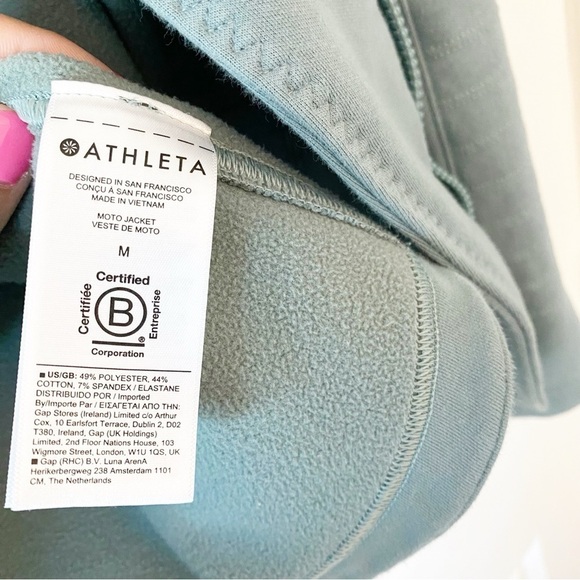 ATHLETA
DESIGNED IN SAN FRANCISCO
CONÇU À SAN FRANCISCO
MADE IN VIETNAM
MOTO JACKET
VESTE DE MOTO
M
Certified
Certifiée
B
Entreprise
®
Corporation
■ US/GB: 49% POLYESTER, 44%
COTTON, 7% SPANDEX / ELASTANE
DISTRIBUIDO POR / Imported
By/Importe Par / ΕΙΣΑΓΕΤΑΙ ΑΠΟ ΤΗΝ:
Gap Stores (Ireland) Limited c/o Arthur
Cox, 10 Earlsfort Terrace, Dublin 2, D02
T380, Ireland, Gap (UK Holdings)
Limited, 2nd Floor Nations House, 103
Wigmore Street, London, W1U 1QS, UK
■ Gap (RHC) B.V. Luna ArenA
Herikerbergweg 238 Amsterdam 1101
CM, The Netherlands